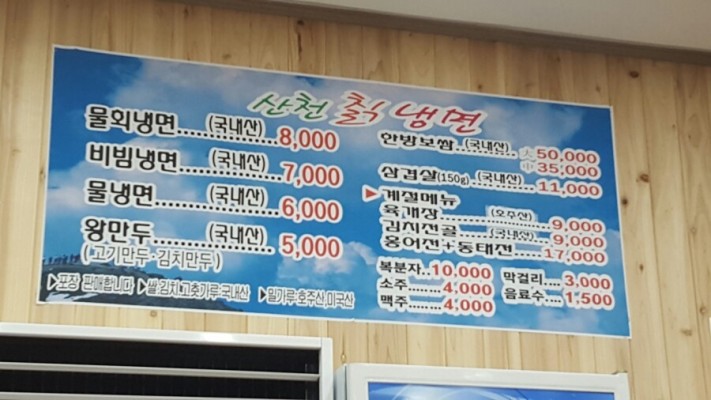 산천 칡냉면
물회냉면......(국내산) 8,000
비빔냉면......(국내산) 7,000
물냉면......(국내산) 6,000
왕만두......(국내산) 5,000
(고기만두·김치만두)
▶포장 판매합니다 ▶쌀,김치,고춧가루:국내산 ▶밀가루:호주산,미국산
한방보쌈..(국내산)......大50,000
中35,000
삼겹살(150g)..(국내산)......11,000
▶계절메뉴
육개장......(호주산) 9,000
김치전골......(국내산) 9,000
홍어전+동태전......17,000
복분자..10,000
소주......4,000
맥주......4,000
막걸리...3,000
음료수...1,500